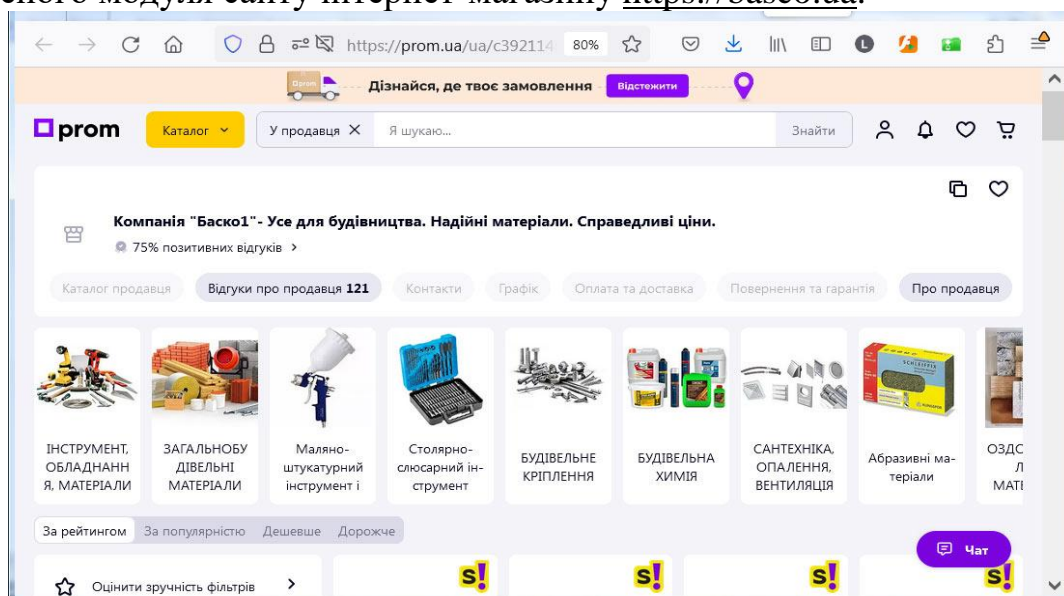 сного модуля сайту інтернет-магазину https://basco.ua.
https://prom.ua/ua/c392114
80%
L
prom
Дізнайся, де твоє замовлення
Відстежити
prom
Каталог
У продавця
Я шукаю...
Знайти
Компанія "Баско1"- Усе для будівництва. Надійні матеріали. Справедливі ціни.
75% позитивних відгуків
Каталог продавця
Відгуки про продавця 121
Контакти
Графік
Оплата та доставка
Повернення та гарантія
Про продавця
ІНСТРУМЕНТ,
ОБЛАДНАНН
Я, МАТЕРІАЛИ
ЗАГАЛЬНОБУ
ДІВЕЛЬНІ
МАТЕРІАЛИ
Маляно-
штукатурний
інструмент і
Столярно-
слюсарний ін-
струмент
БУДІВЕЛЬНЕ
КРІПЛЕННЯ
БУДІВЕЛЬНА
ХИМІЯ
САНТЕХНІКА,
ОПАЛЕННЯ,
ВЕНТИЛЯЦІЯ
Абразивні ма-
теріали
ОЗДО
Л
МАТЕ
За рейтингом
За популярністю
Дешевше
Дорожче
Чат
Оцінити зручність фільтрів
s!
s!
s!
s!